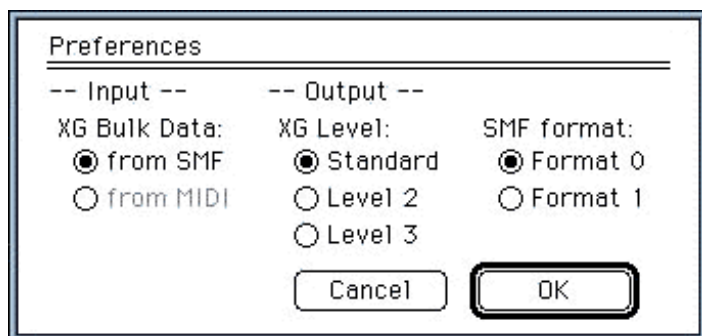 Preferences
-- Input --
-- Output --
XG Bulk Data:
XG Level:
SMF format:
from SMF
Standard
Format 0
from MIDI
Level 2
Format 1
Level 3
Cancel
OK